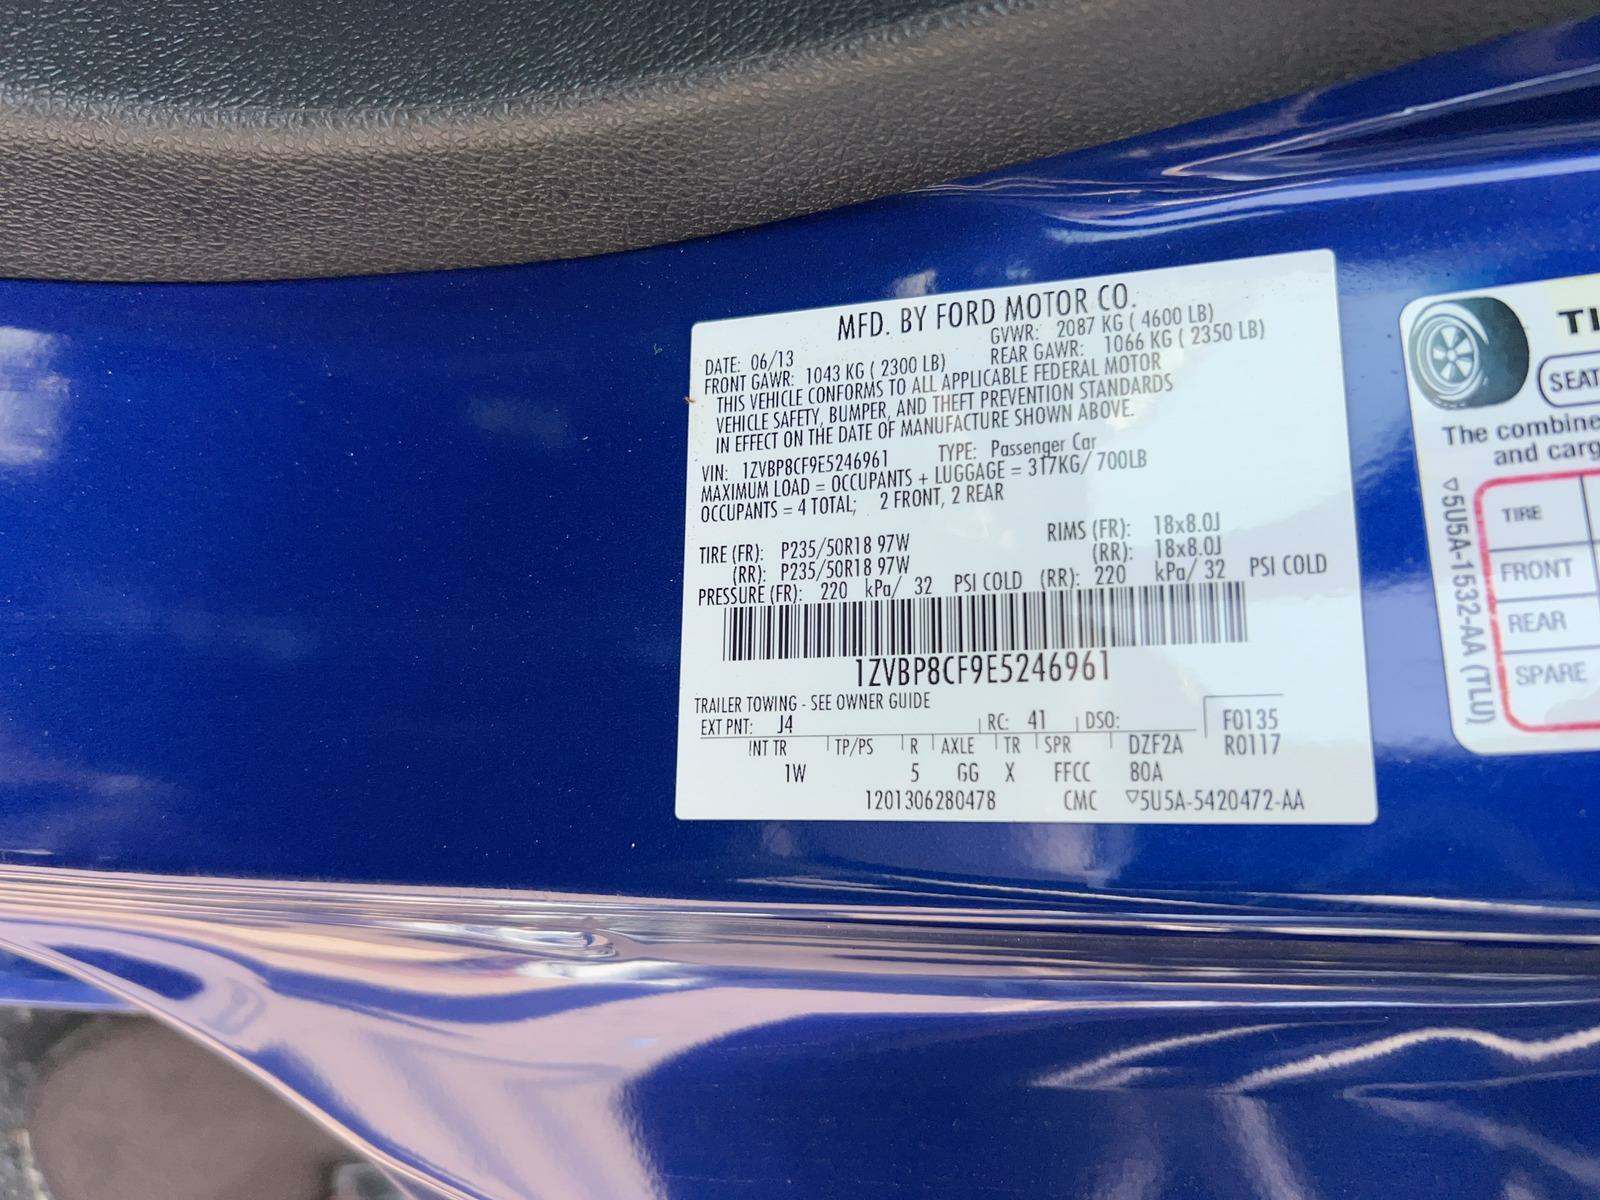 MFD. BY FORD MOTOR CO.
DATE: 06/13 GVWR: 2087 KG ( 4600 LB)
FRONT GAWR: 1043 KG ( 2300 LB) REAR GAWR: 1066 KG ( 2350 LB)
THIS VEHICLE CONFORMS TO ALL APPLICABLE FEDERAL MOTOR
VEHICLE SAFETY, BUMPER, AND THEFT PREVENTION STANDARDS
IN EFFECT ON THE DATE OF MANUFACTURE SHOWN ABOVE.
VIN: 1ZVBP8CF9E5246961 TYPE: Passenger Car
MAXIMUM LOAD = OCCUPANTS + LUGGAGE = 317KG/ 700LB
OCCUPANTS = 4 TOTAL; 2 FRONT, 2 REAR
TIRE (FR): P235/50R18 97W RIMS (FR): 18x8.0J
(RR): P235/50R18 97W (RR): 18x8.0J
PRESSURE (FR): 220 kPa/ 32 PSI COLD (RR): 220 kPa/ 32 PSI COLD
1ZVBP8CF9E5246961
TRAILER TOWING - SEE OWNER GUIDE
EXT PNT: J4 RC: 41 DSO: F0135
INT TR TP/PS R AXLE TR SPR DZF2A R0117
1W 5 GG X FFCC 80A
1201306280478 CMC ▽5U5A-5420472-AA
TI
SEAT
The combine
and carg
TIRE
FRONT
REAR
SPARE
▽5U5A-1532-AA (TLU)